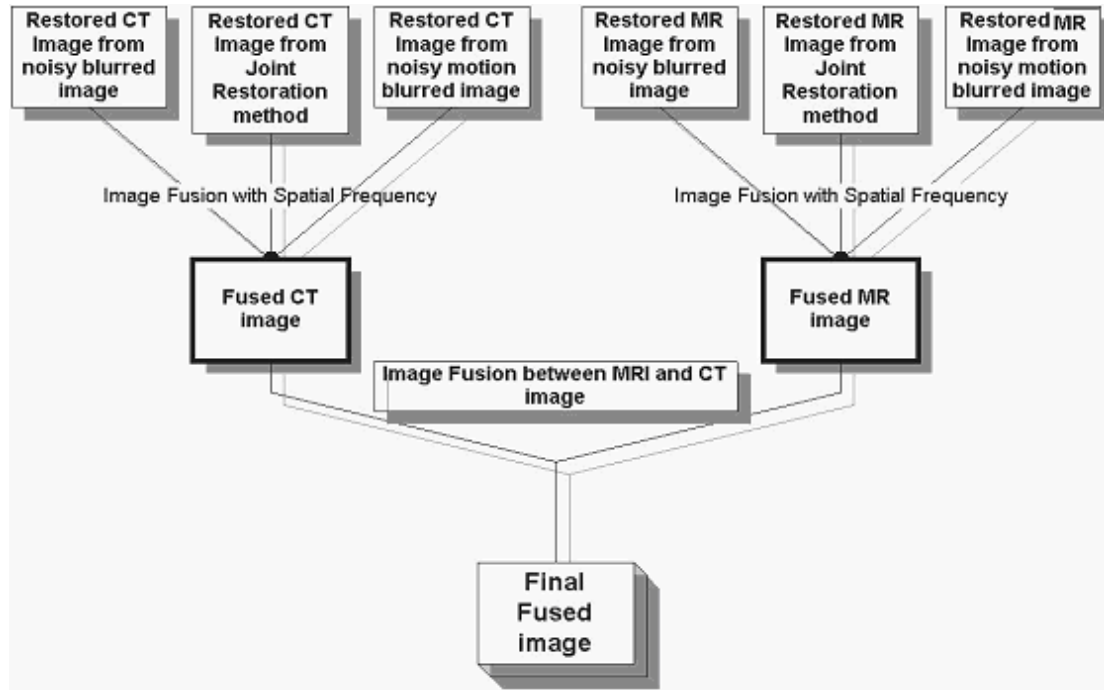 Restored CT
Image from
noisy blurred
image
Restored CT
Image from
Joint
Restoration
method
Restored CT
Image from
noisy motion
blurred image
Restored MR
Image from
noisy blurred
image
Restored MR
Image from
Joint
Restoration
method
Restored MR
Image from
noisy motion
blurred image
Image Fusion with Spatial Frequency
Image Fusion with Spatial Frequency
Fused CT
image
Fused MR
image
Image Fusion between MRI and CT
image
Final
Fused
image